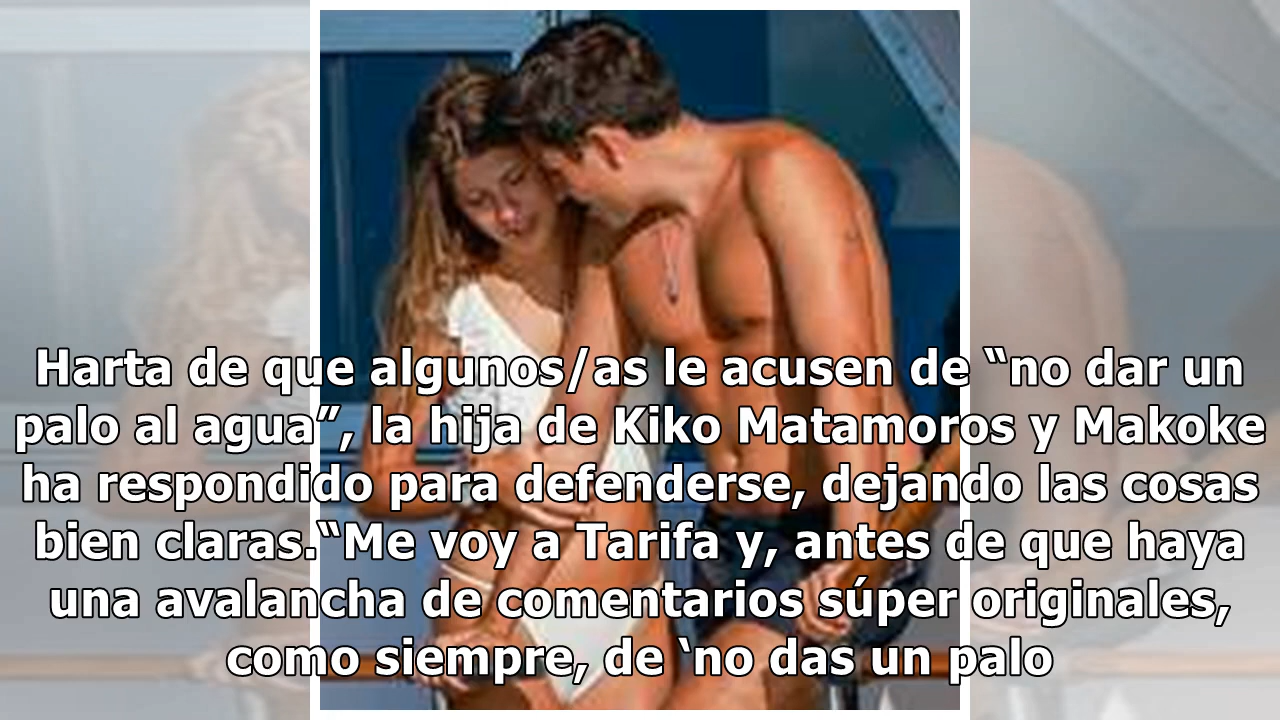 Harta de que algunos/as le acusen de “no dar un
palo al agua”, la hija de Kiko Matamoros y Makoke
ha respondido para defenderse, dejando las cosas
bien claras.“Me voy a Tarifa y, antes de que haya
una avalancha de comentarios súper originales,
como siempre, de ‘no das un palo